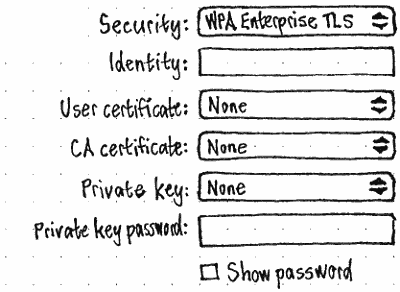 Security: WPA Enterprise TLS
Identity:
User certificate: None
CA certificate: None
Private key: None
Private key password:
Show password